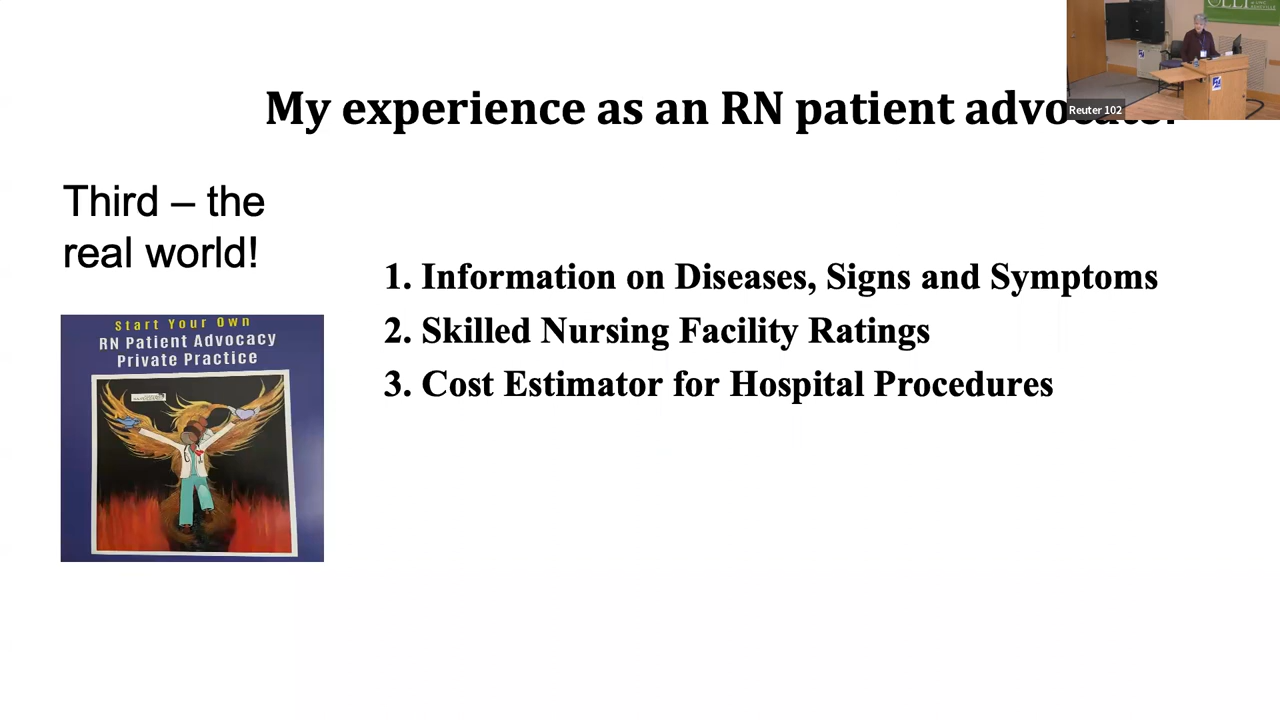 My experience as an RN patient
Reuter 102
Third – the
real world!
1. Information on Diseases, Signs and Symptoms
2. Skilled Nursing Facility Ratings
3. Cost Estimator for Hospital Procedures
Start Your Own
RN Patient Advocacy
Private Practice